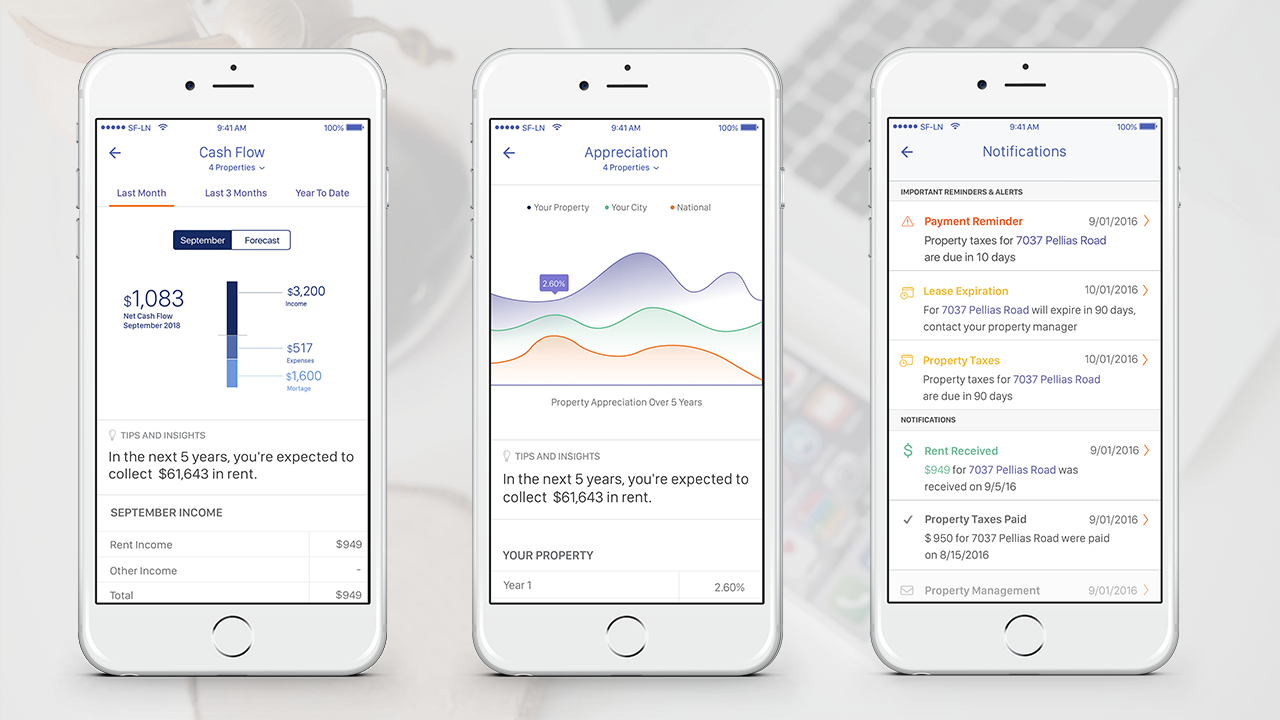 SF-LN
9:41 AM
100%
Cash Flow
4 Properties
Last Month
Last 3 Months
Year To Date
September
Forecast
$1,083
Net Cash Flow
September 2018
$3,200
Income
$517
Expenses
$1,600
Mortage
TIPS AND INSIGHTS
In the next 5 years, you're expected to
collect $61,643 in rent.
SEPTEMBER INCOME
Rent Income $949
Other Income -
Total $949
SF-LN
9:41 AM
100%
Appreciation
4 Properties
Your Property
Your City
National
2.60%
Property Appreciation Over 5 Years
TIPS AND INSIGHTS
In the next 5 years, you're expected to
collect $61,643 in rent.
YOUR PROPERTY
Year 1 2.60%
SF-LN
9:41 AM
100%
Notifications
IMPORTANT REMINDERS & ALERTS
Payment Reminder 9/01/2016
Property taxes for 7037 Pellias Road
are due in 10 days
Lease Expiration 10/01/2016
For 7037 Pellias Road will expire in 90 days,
contact your property manager
Property Taxes 10/01/2016
Property taxes for 7037 Pellias Road
are due in 90 days
NOTIFICATIONS
Rent Received 9/01/2016
$949 for 7037 Pellias Road was
received on 9/5/16
Property Taxes Paid 9/01/2016
$ 950 for 7037 Pellias Road were paid
on 8/15/2016
Property Management 9/01/2016